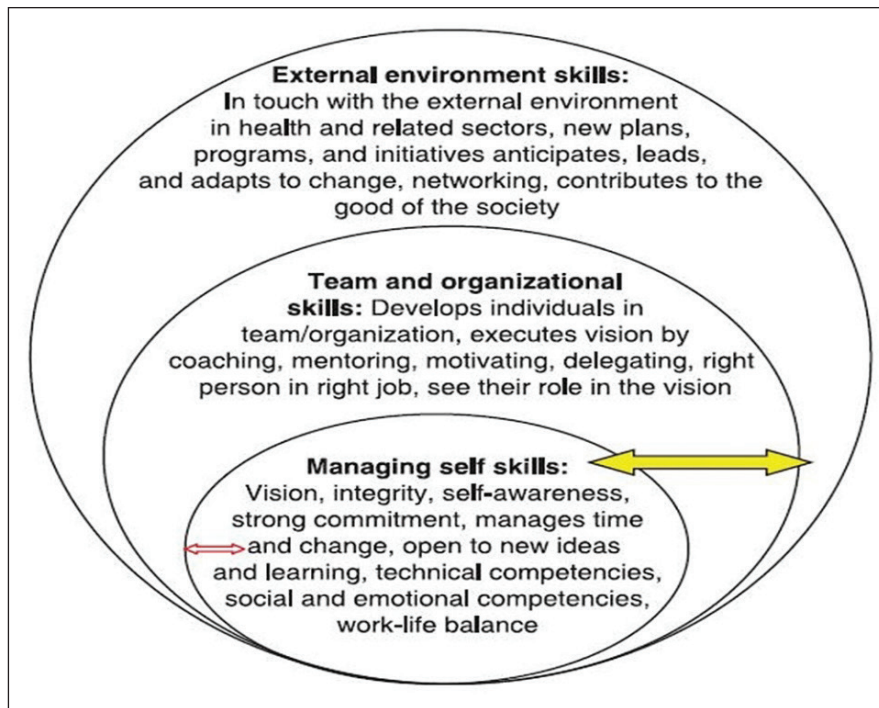 External environment skills:
In touch with the external environment
in health and related sectors, new plans,
programs, and initiatives anticipates, leads,
and adapts to change, networking, contributes to the
good of the society
Team and organizational
skills: Develops individuals in
team/organization, executes vision by
coaching, mentoring, motivating, delegating, right
person in right job, see their role in the vision
Managing self skills:
Vision, integrity, self-awareness,
strong commitment, manages time
and change, open to new ideas
and learning, technical competencies,
social and emotional competencies,
work-life balance